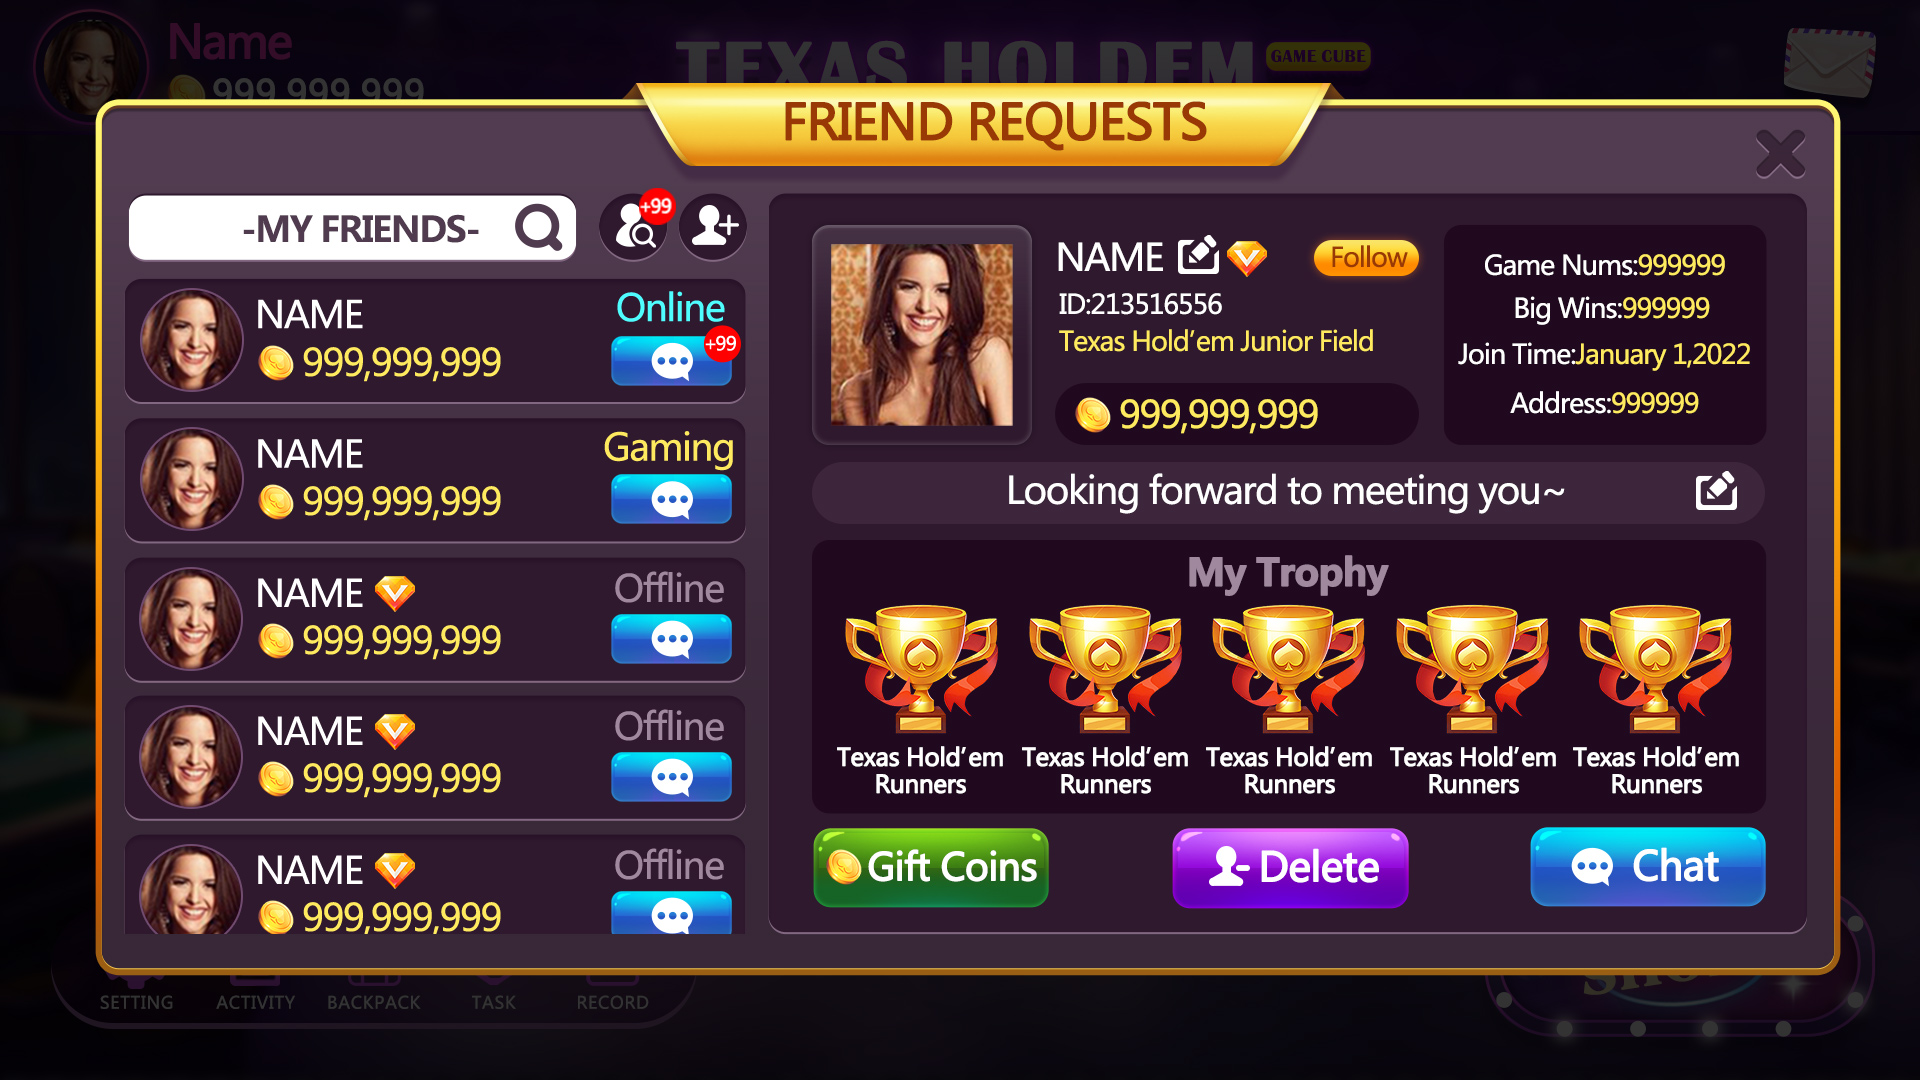 Name
999 999 999
TEXAS HOLDEM
GAME CUBE
FRIEND REQUESTS
-MY FRIENDS-
+99
NAME
999,999,999
Online
+99
NAME
999,999,999
Gaming
NAME
999,999,999
Offline
NAME
999,999,999
Offline
NAME
999,999,999
Offline
NAME
Follow
ID:213516556
Texas Hold’em Junior Field
999,999,999
Game Nums:999999
Big Wins:999999
Join Time:January 1,2022
Address:999999
Looking forward to meeting you~
My Trophy
Texas Hold’em
Runners
Texas Hold’em
Runners
Texas Hold’em
Runners
Texas Hold’em
Runners
Texas Hold’em
Runners
Gift Coins
Delete
Chat
SETTING
ACTIVITY
BACKPACK
TASK
RECORD